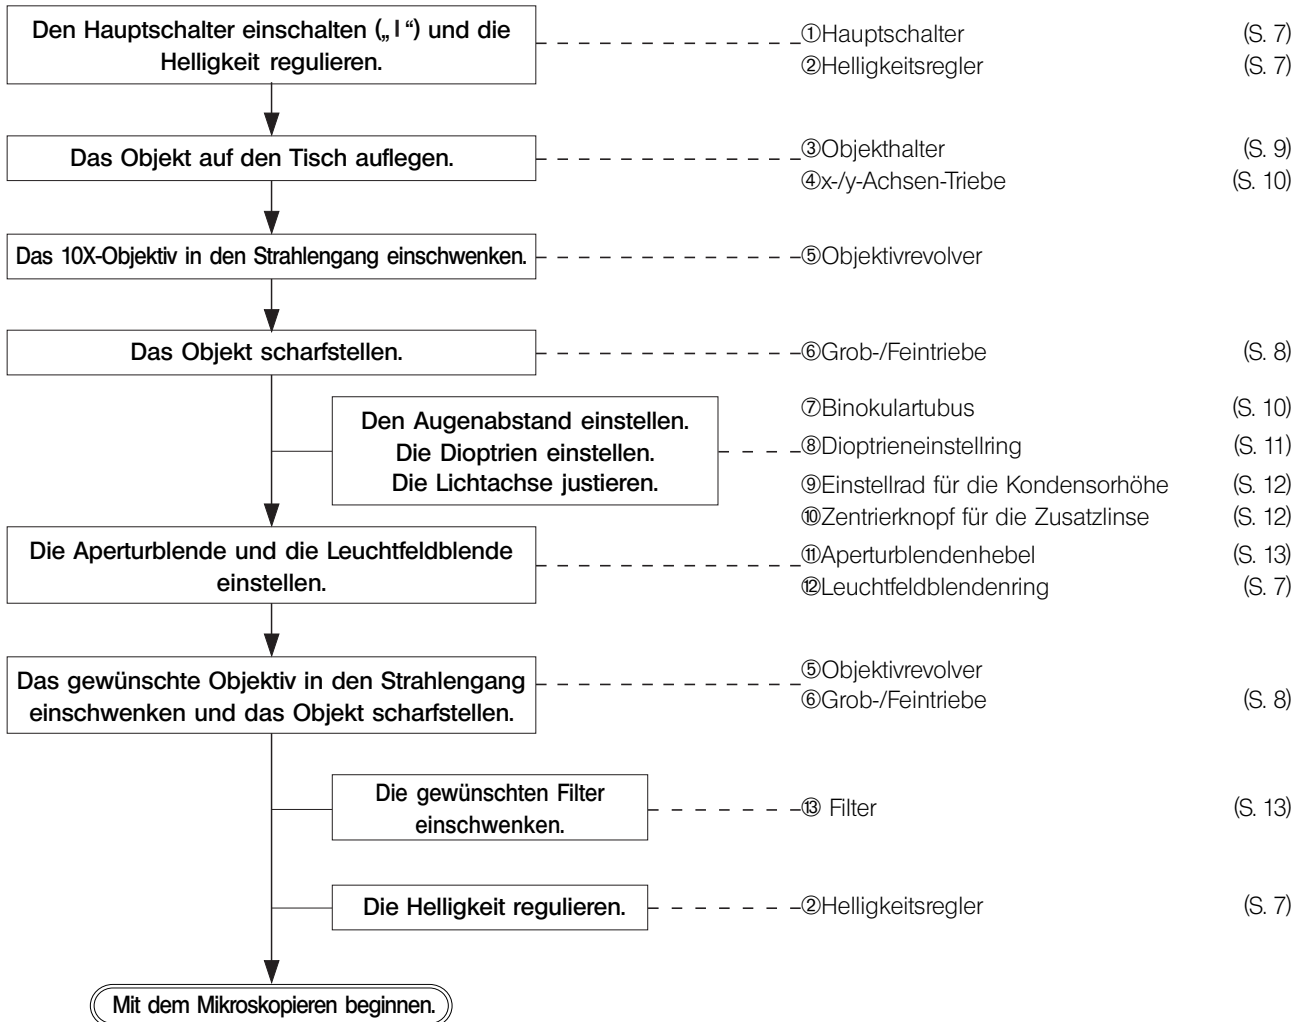 Den Hauptschalter einschalten („ I “) und die
Helligkeit regulieren.
①Hauptschalter (S. 7)
②Helligkeitsregler (S. 7)
Das Objekt auf den Tisch auflegen.
③Objekthalter (S. 9)
④x-/y-Achsen-Triebe (S. 10)
Das 10X-Objektiv in den Strahlengang einschwenken.
⑤Objektivrevolver
Das Objekt scharfstellen.
⑥Grob-/Feintriebe (S. 8)
Den Augenabstand einstellen.
Die Dioptrien einstellen.
Die Lichtachse justieren.
⑦Binokulartubus (S. 10)
⑧Dioptrieneinstellring (S. 11)
⑨Einstellrad für die Kondensorhöhe (S. 12)
⑩Zentrierknopf für die Zusatzlinse (S. 12)
Die Aperturblende und die Leuchtfeldblende
einstellen.
⑪Aperturblendenhebel (S. 13)
⑫Leuchtfeldblendenring (S. 7)
Das gewünschte Objektiv in den Strahlengang
einschwenken und das Objekt scharfstellen.
⑤Objektivrevolver
⑥Grob-/Feintriebe (S. 8)
Die gewünschten Filter
einschwenken.
⑬ Filter (S. 13)
Die Helligkeit regulieren.
②Helligkeitsregler (S. 7)
Mit dem Mikroskopieren beginnen.